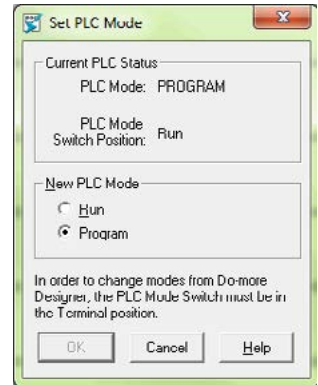 Set PLC Mode
Current PLC Status
PLC Mode: PROGRAM
PLC Mode
Switch Position: Run
New PLC Mode
Run
Program
In order to change modes from Do-more
Designer, the PLC Mode Switch must be in
the Terminal position.
OK Cancel Help